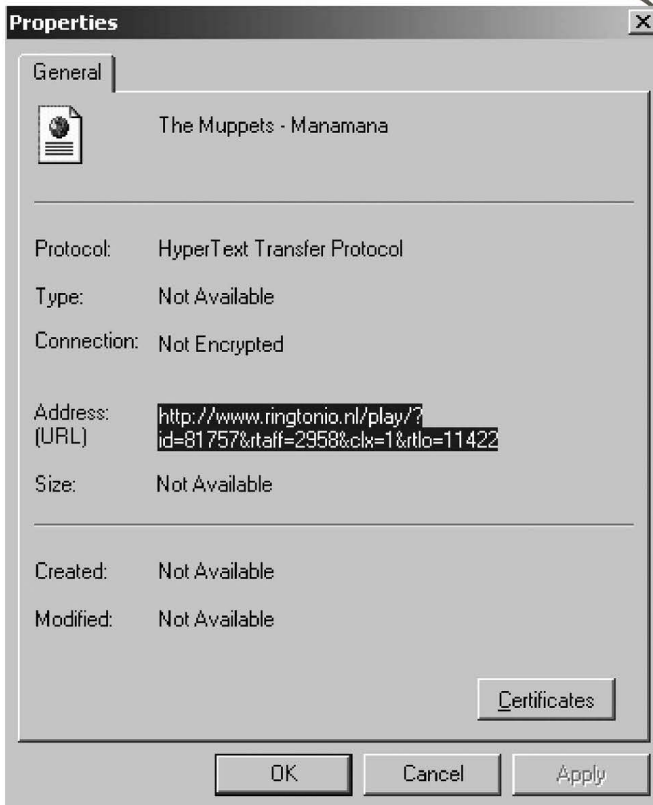 Properties
General
The Muppets - Manamana
Protocol: HyperText Transfer Protocol
Type: Not Available
Connection: Not Encrypted
Address: http://www.ringtonio.nl/play/?
(URL) id=81757&rtaff=2958&clx=1&rtlo=11422
Size: Not Available
Created: Not Available
Modified: Not Available
Certificates
OK Cancel Apply